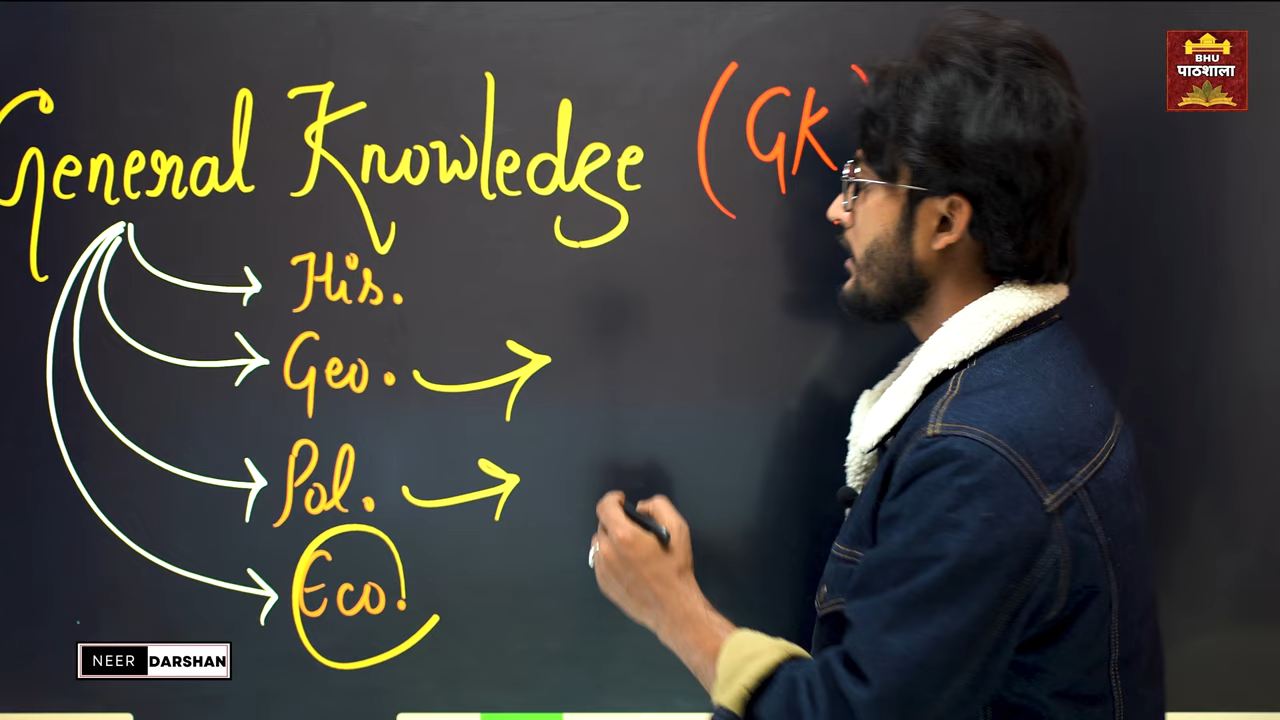 General Knowledge (GK)
His.
Geo.
Pol.
Eco.
BHU
पाठशाला
NEER DARSHAN